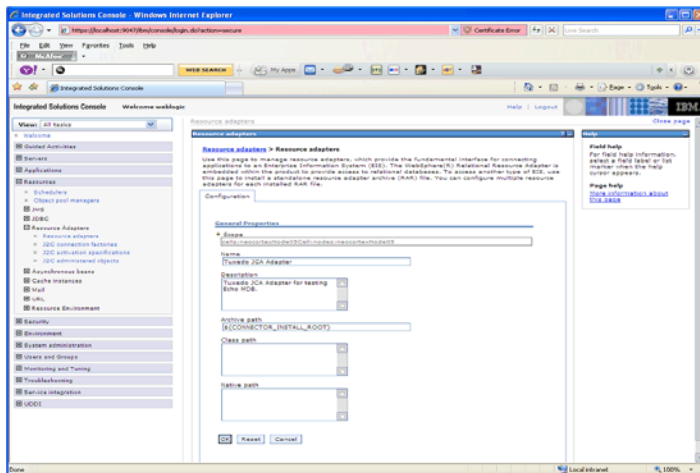 Integrated Solutions Console - Windows Internet Explorer
https://localhost:9047/ibm/console/login.do?action=secure
Certificate Error
Live Search
File Edit View Favorites Tools Help
McAfee
WEB SEARCH
My Apps
Integrated Solutions Console
Page
Tools
Integrated Solutions Console Welcome weblogic
Help | Logout
IBM
View: All tasks
Welcome
Guided Activities
Servers
Applications
Resources
Schedulers
Object pool managers
JMS
JDBC
Resource Adapters
Resource adapters
J2C connection factories
J2C activation specifications
J2C administered objects
Asynchronous beans
Cache instances
Mail
URL
Resource Environment
Security
Environment
System administration
Users and Groups
Monitoring and Tuning
Troubleshooting
Service integration
UDDI
Resource adapters
Close page
Resource adapters
Resource adapters > Resource adapters
Use this page to manage resource adapters, which provide the fundamental interface for connecting
applications to an Enterprise Information System (EIS). The WebSphere(R) Relational Resource Adapter is
embedded within the product to provide access to relational databases. To access another type of EIS, use
this page to install a standalone resource adapter archive (RAR) file. You can configure multiple resource
adapters for each installed RAR file.
Configuration
General Properties
* Scope
Name
Tuxedo JCA Adapter
Description
Tuxedo JCA Adapter for testing
Echo MDB.
Archive path
${CONNECTOR_INSTALL_ROOT}
Class path
Native path
OK Reset Cancel
Help
Field help
For field help information,
select a field label or list
marker when the help
cursor appears.
Page help
More information about
this page
Done
Local intranet
100%